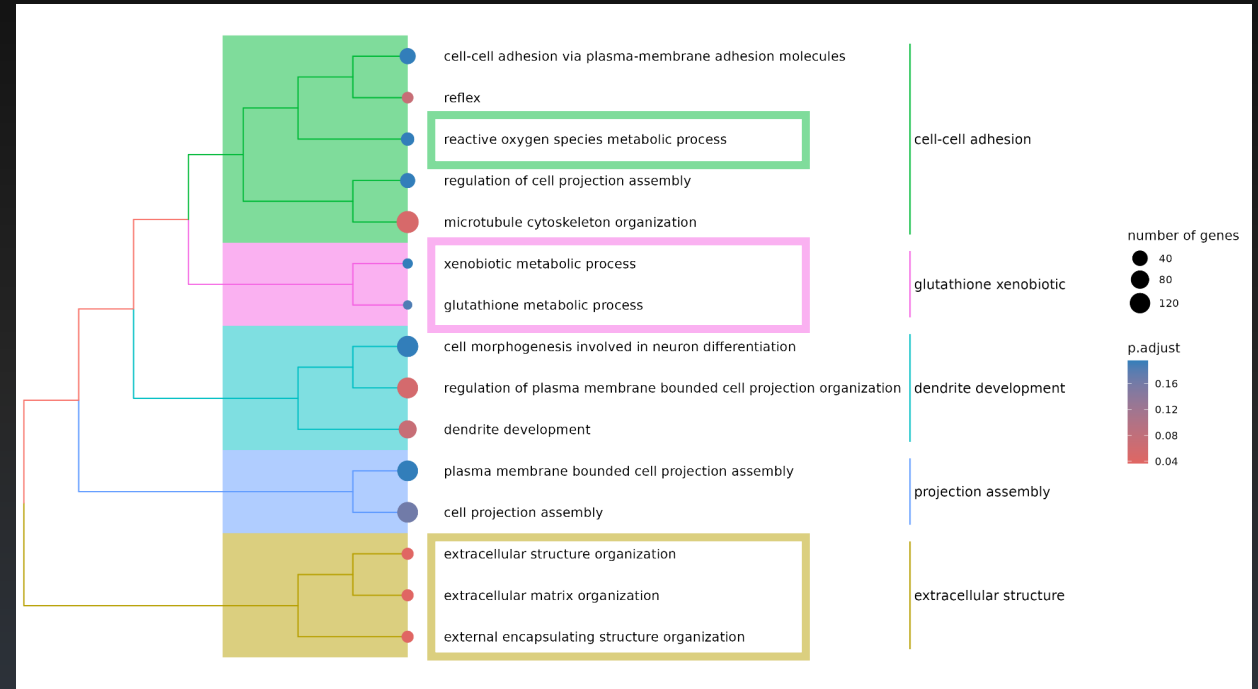 cell-cell adhesion via plasma-membrane adhesion molecules
reflex
reactive oxygen species metabolic process
regulation of cell projection assembly
microtubule cytoskeleton organization
xenobiotic metabolic process
glutathione metabolic process
cell morphogenesis involved in neuron differentiation
regulation of plasma membrane bounded cell projection organization
dendrite development
plasma membrane bounded cell projection assembly
cell projection assembly
extracellular structure organization
extracellular matrix organization
external encapsulating structure organization
cell-cell adhesion
glutathione xenobiotic
dendrite development
projection assembly
extracellular structure
number of genes
40
80
120
p.adjust
0.16
0.12
0.08
0.04